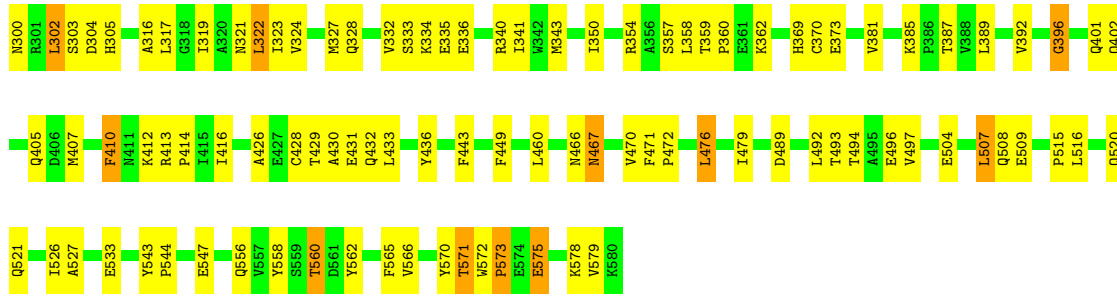 N300 R301 L302 S303 D304 H305 A316 L317 G318 I319 A320 N321 L322 I323 V324 M327 Q328 V332 S333 K334 E335 E336 R340 I341 W342 M343 I350 R354 A356 S357 L358 T359 P360 E361 K362 H369 C370 E373 V381 K385 P386 T387 V388 L389 V392 G396 Q401 D402
Q405 D406 M407 F410 N411 K412 R413 P414 I415 I416 A426 E427 C428 T429 A430 E431 Q432 L433 Y436 F443 F449 L460 N466 N467 V470 F471 P472 L476 I479 D489 L492 T493 T494 A495 E496 V497 E504 L507 Q508 E509 P515 L516 D520
Q521 I526 A527 E533 Y543 P544 E547 Q556 V557 Y558 S559 T560 D561 Y562 F565 V566 Y570 T571 W572 P573 E574 E575 K578 V579 K580